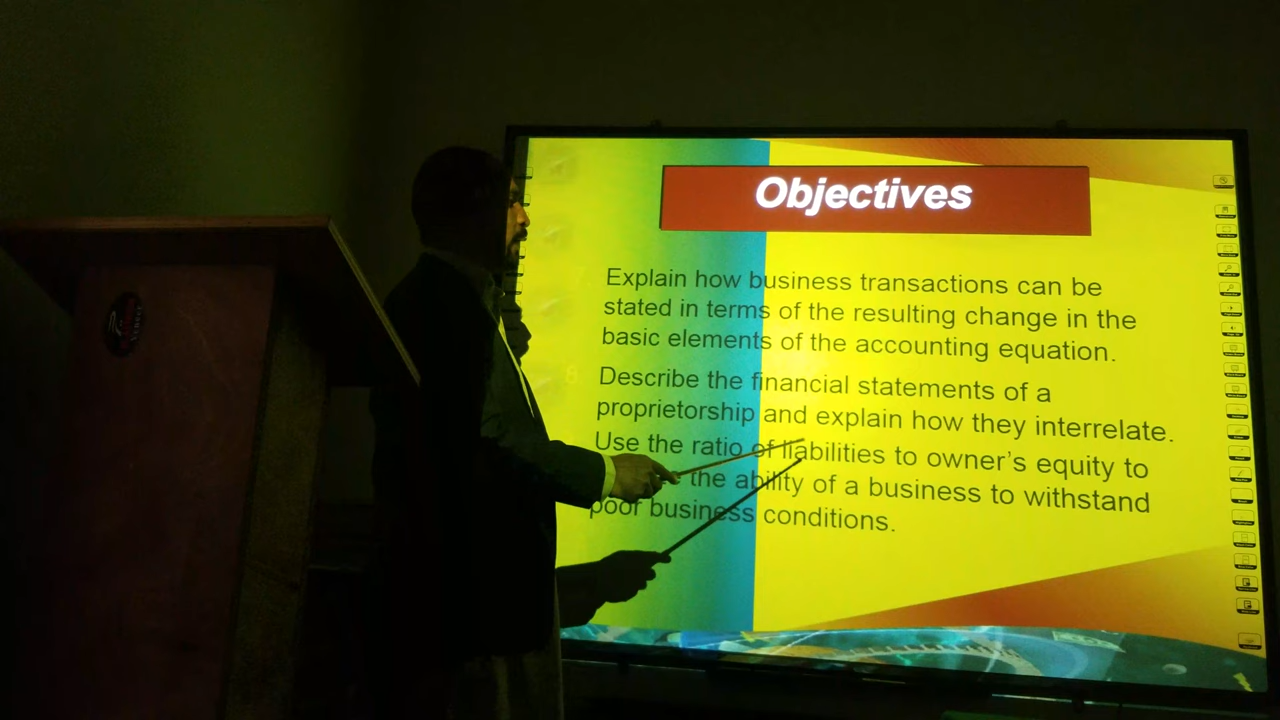 Objectives
7. Explain how business transactions can be
stated in terms of the resulting change in the
basic elements of the accounting equation.
8. Describe the financial statements of a
proprietorship and explain how they interrelate.
Use the ratio of liabilities to owner's equity to
the ability of a business to withstand
poor business conditions.